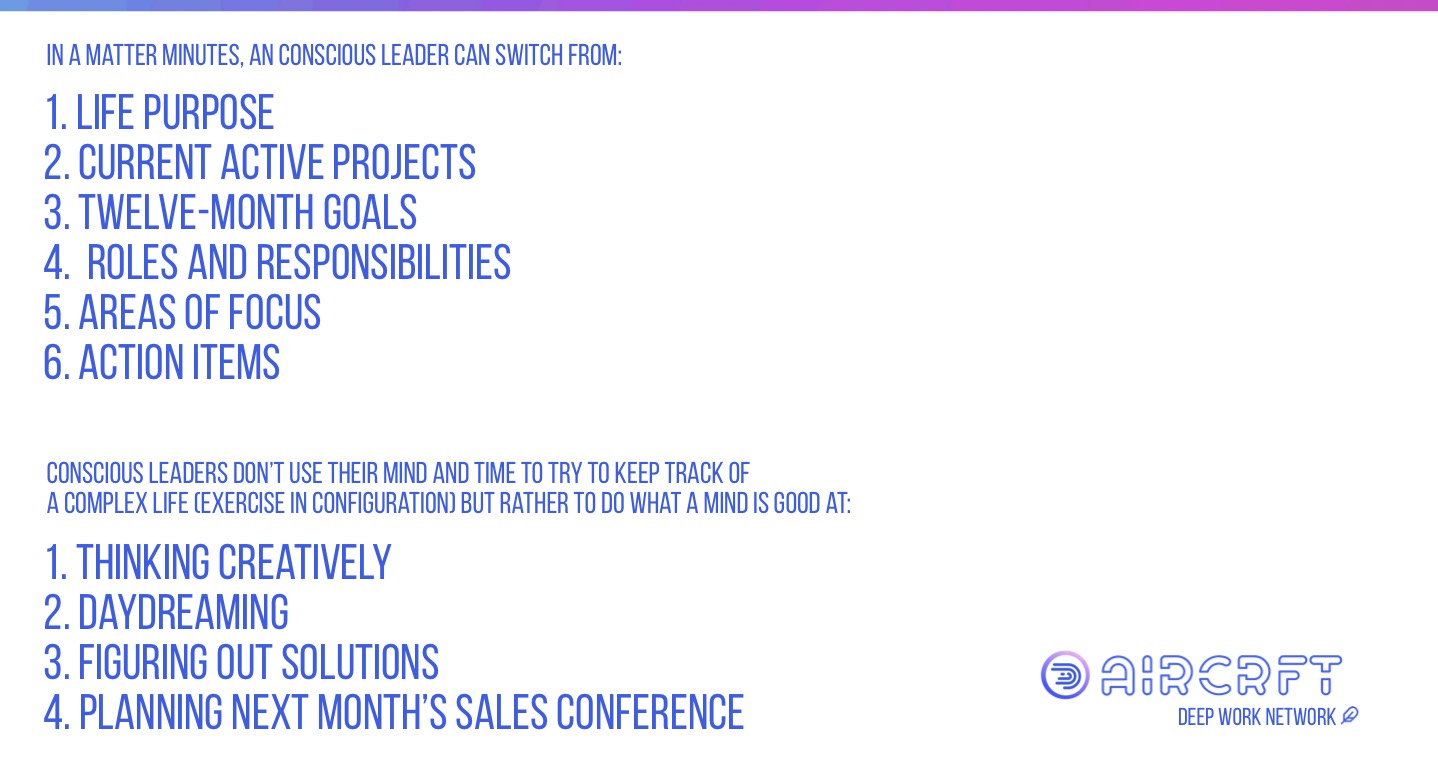 IN A MATTER MINUTES, AN CONSCIOUS LEADER CAN SWITCH FROM:
1. LIFE PURPOSE
2. CURRENT ACTIVE PROJECTS
3. TWELVE-MONTH GOALS
4.  ROLES AND RESPONSIBILITIES
5. AREAS OF FOCUS
6. ACTION ITEMS
CONSCIOUS LEADERS DON'T USE THEIR MIND AND TIME TO TRY TO KEEP TRACK OF
A COMPLEX LIFE (EXERCISE IN CONFIGURATION) BUT RATHER TO DO WHAT A MIND IS GOOD AT:
1. THINKING CREATIVELY
2. DAYDREAMING
3. FIGURING OUT SOLUTIONS
4. PLANNING NEXT MONTH’S SALES CONFERENCE
AIRCRFT
DEEP WORK NETWORK